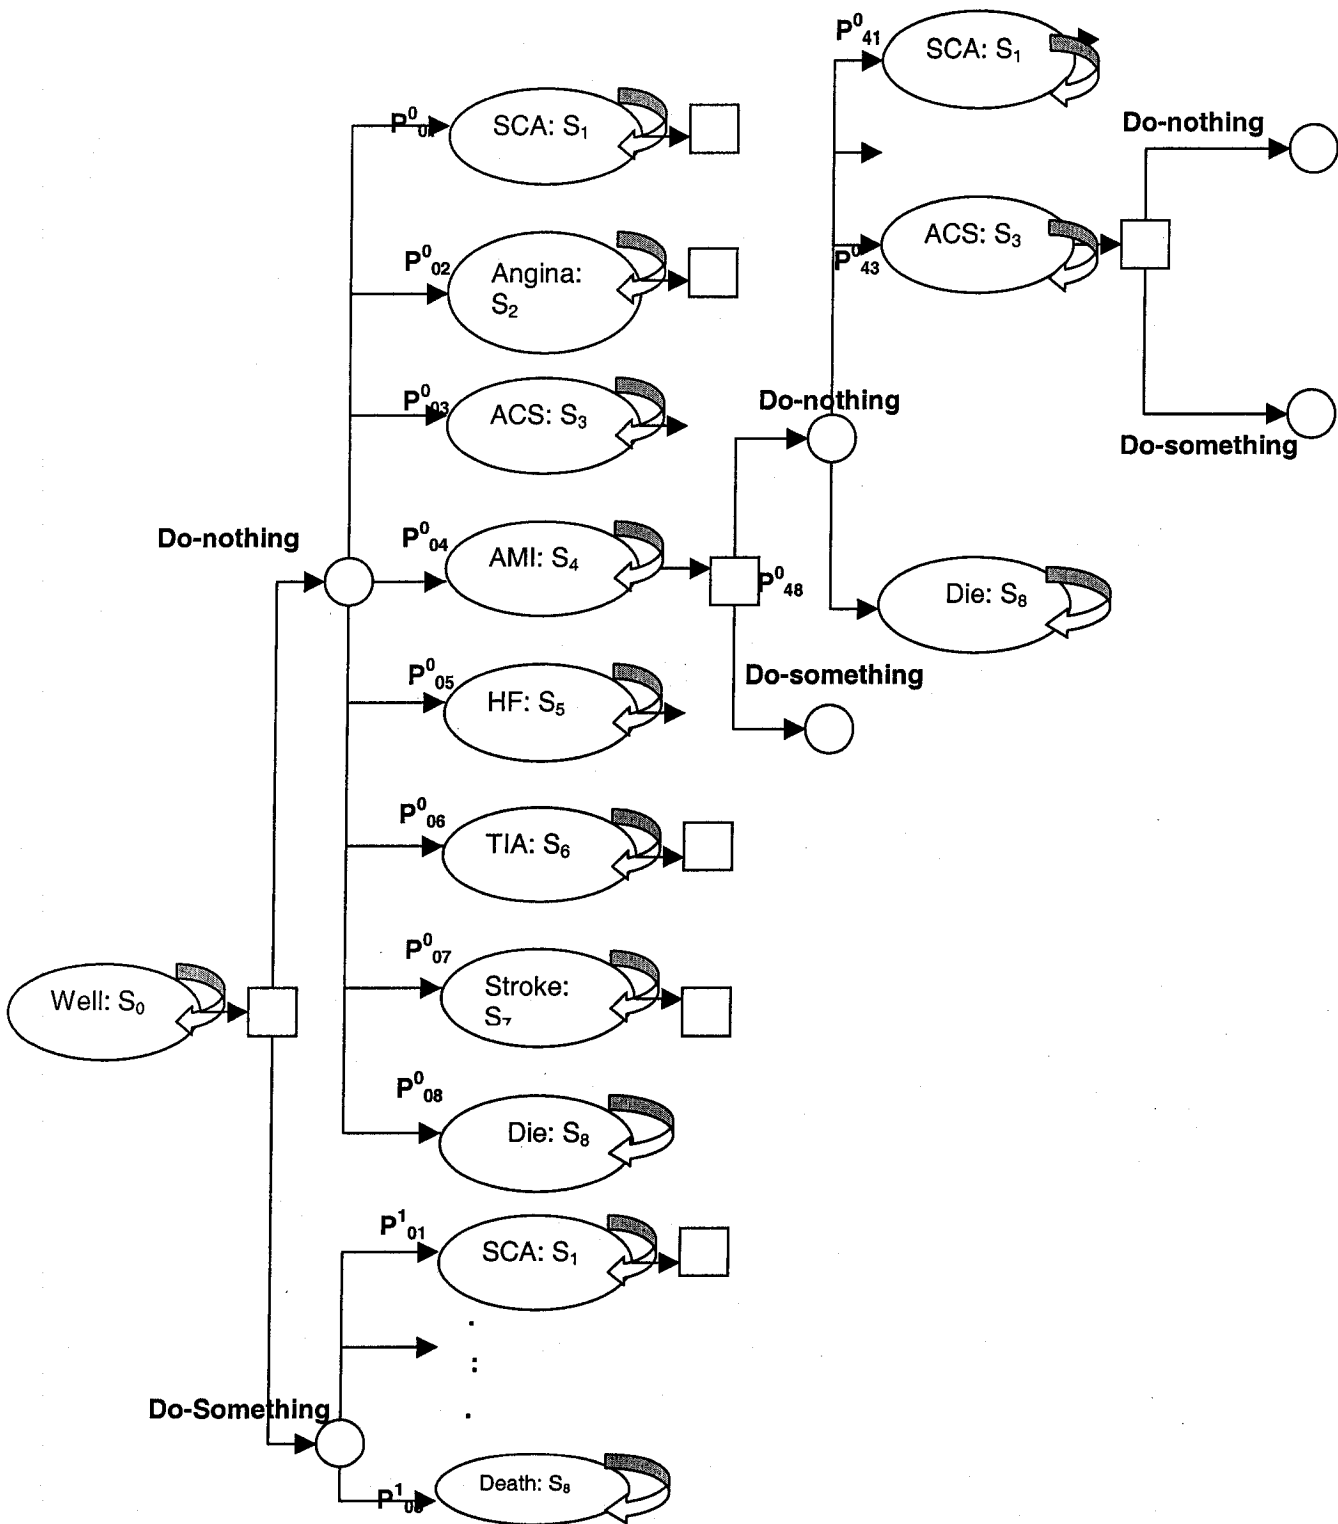 P⁰₄₁
SCA: S₁
Do-nothing
P⁰₀₁
SCA: S₁
P⁰₀₂
Angina:
S₂
P⁰₄₃
ACS: S₃
P⁰₀₃
ACS: S₃
Do-nothing
Do-something
Do-nothing
P⁰₀₄
AMI: S₄
P⁰₄₈
Die: S₈
P⁰₀₅
HF: S₅
Do-something
P⁰₀₆
TIA: S₆
P⁰₀₇
Stroke:
S₇
Well: S₀
P⁰₀₈
Die: S₈
P¹₀₁
SCA: S₁
.
:
.
Do-Something
P¹₀₈
Death: S₈